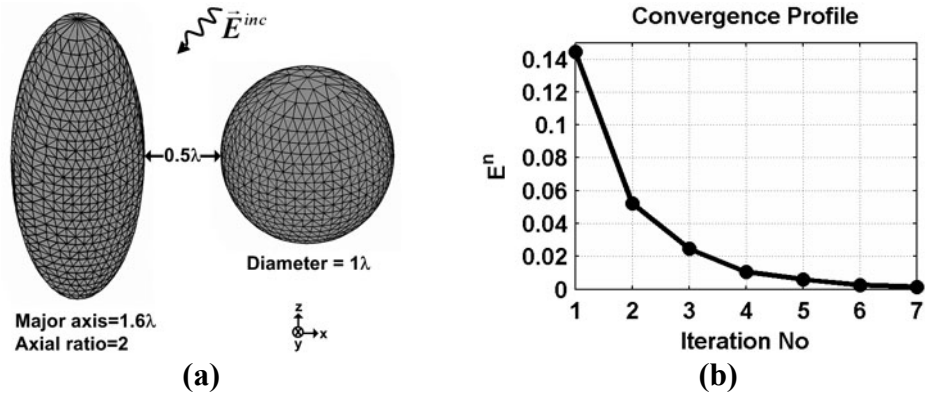 E^inc
0.5λ
Diameter = 1λ
Major axis=1.6λ
Axial ratio=2
z
x
y
(a)
Convergence Profile
0.14
0.12
0.1
0.08
0.06
0.04
0.02
0
E^n
1 2 3 4 5 6 7
Iteration No
(b)